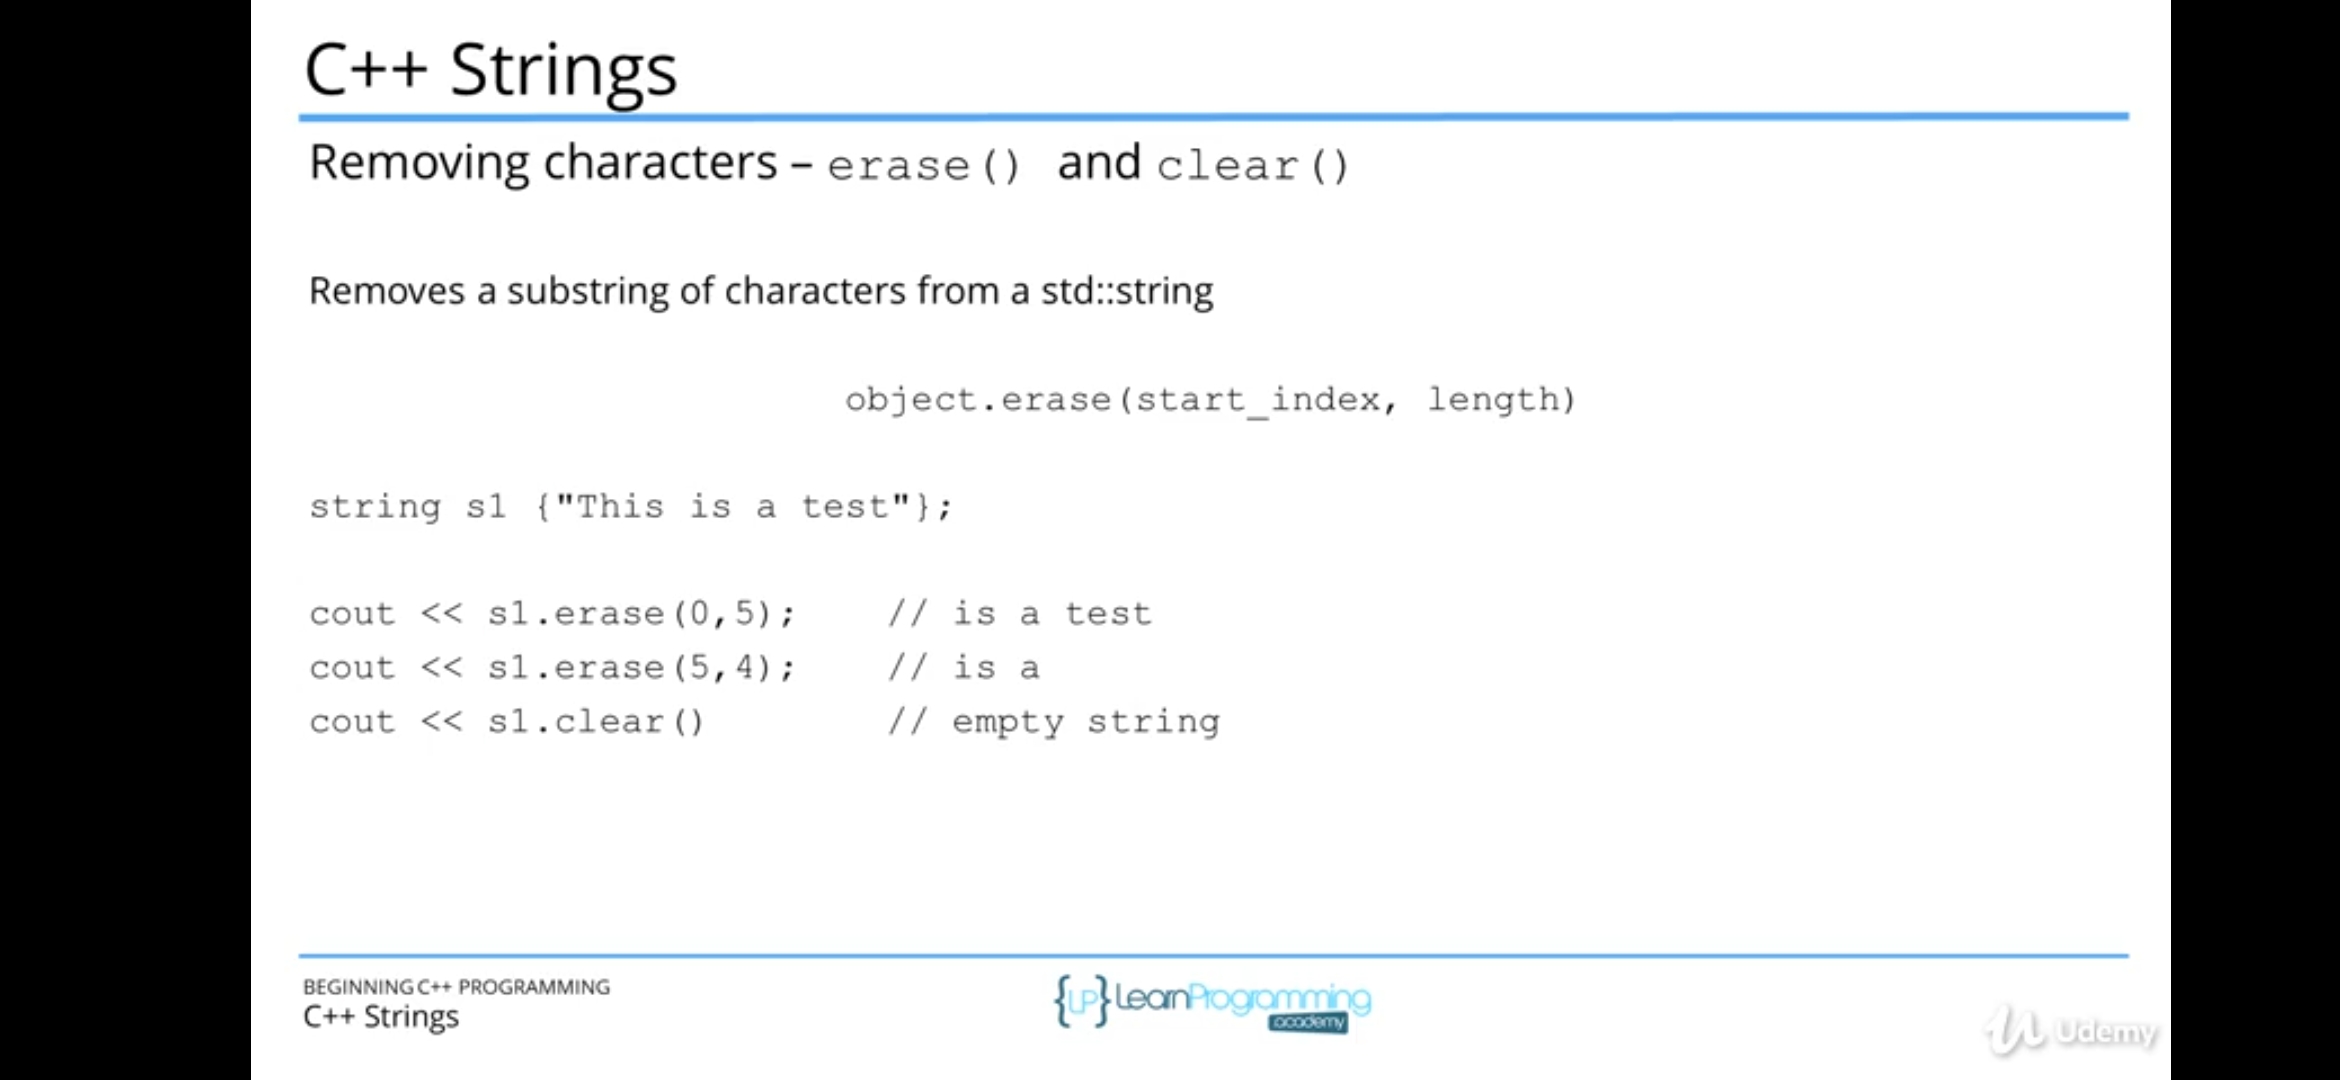 C++ Strings
Removing characters – erase() and clear()
Removes a substring of characters from a std::string
object.erase(start_index, length)
string s1 {"This is a test"};
cout << s1.erase(0,5);    // is a test
cout << s1.erase(5,4);    // is a
cout << s1.clear()        // empty string
BEGINNING C++ PROGRAMMING
C++ Strings
{LP} LearnProgramming
academy
Udemy